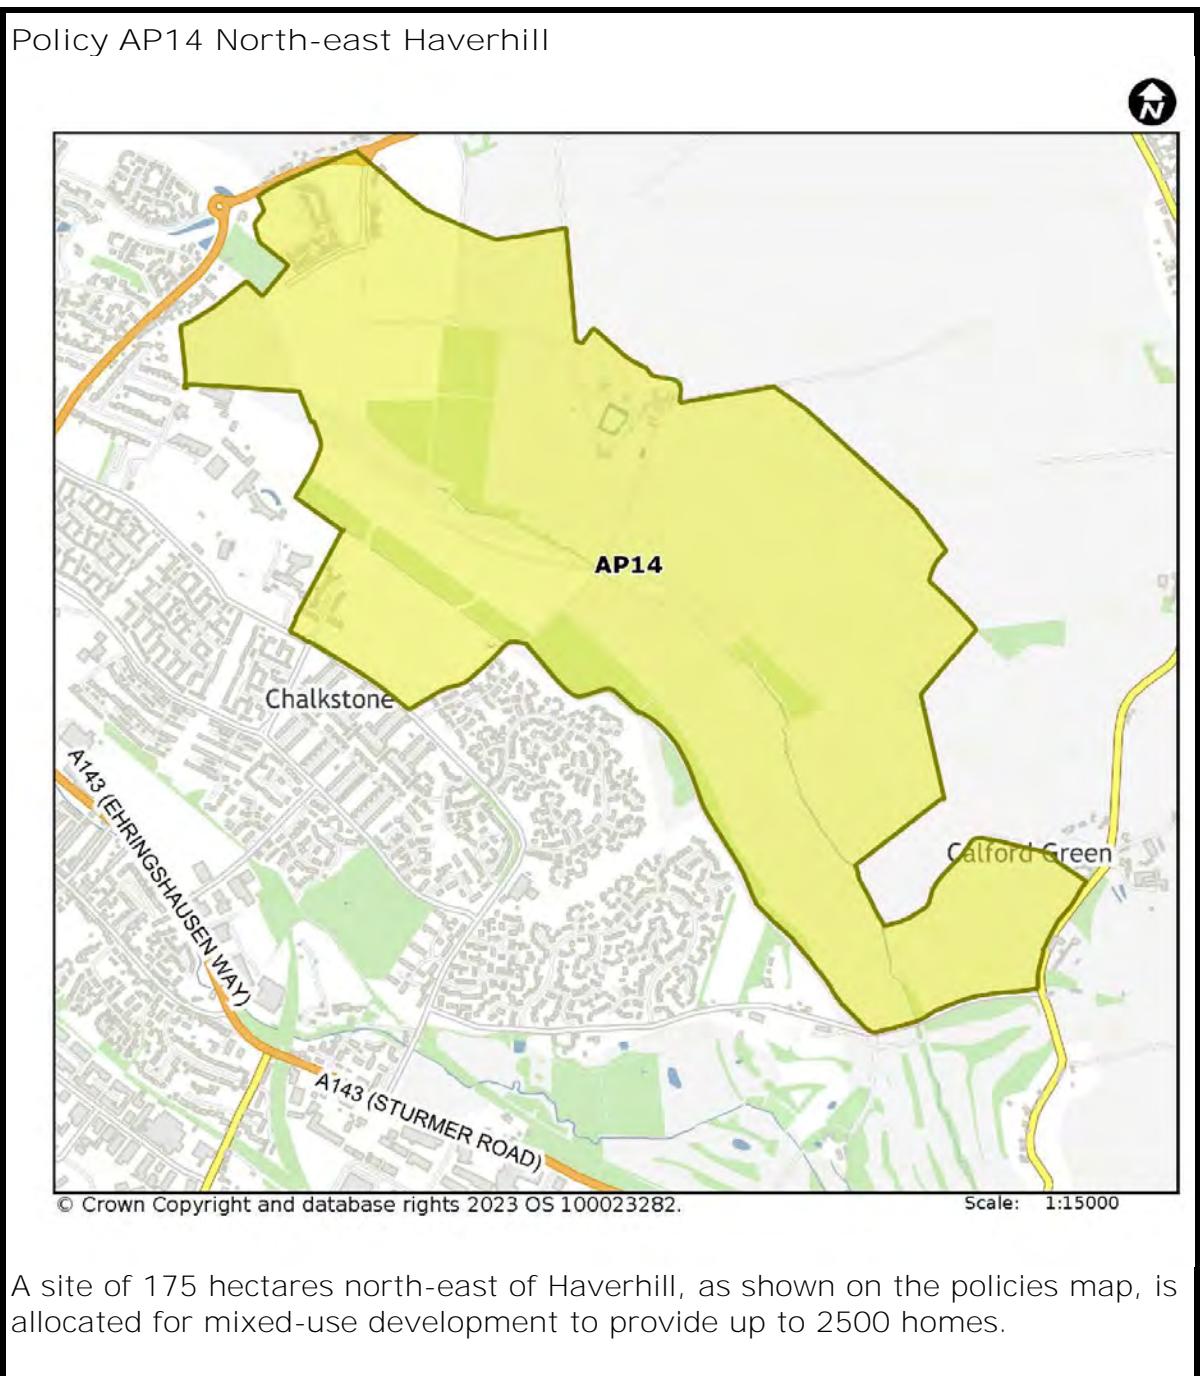 Policy AP14 North-east Haverhill
N
AP14
Chalkstone
A143 (EHRINGSHAUSEN WAY)
Calford Green
A143 (STURMER ROAD)
© Crown Copyright and database rights 2023 OS 100023282.
Scale: 1:15000
A site of 175 hectares north-east of Haverhill, as shown on the policies map, is
allocated for mixed-use development to provide up to 2500 homes.